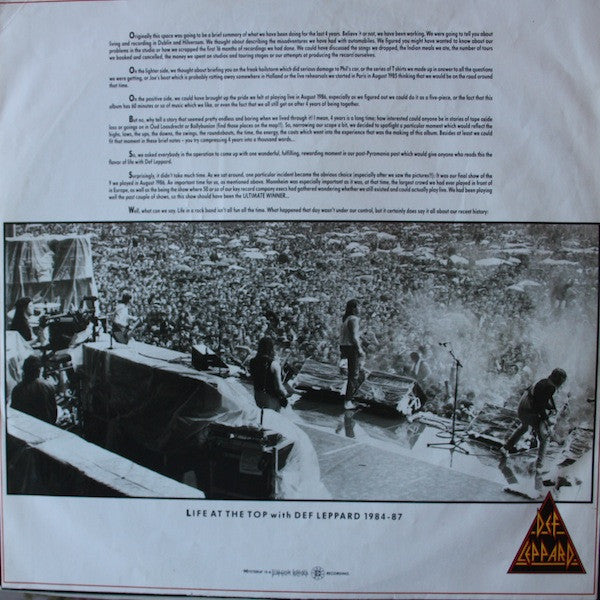 Originally this space was going to be a brief summary of what we have been doing for the last 4 years. Believe it or not, we have been working. We were going to tell you about
living and recording in Dublin and Hilversum. We thought about describing the misadventures we have had with automobiles. We figured you might have wanted to know about our
problems in the studio or how we scrapped the first 16 months of recordings we had done. We could have discussed the songs we dropped, the Indian meals we ate, the number of tours
we booked and cancelled, the money we spent on studios and touring stages or our attempts at producing the record ourselves.
On the lighter side, we thought about briefing you on the freak hailstorm which did serious damage to Phil's car, or the series of T shirts we made up in answer to all the questions
we were getting, or Joe's boat which is probably rotting away somewhere in Holland or the live rehearsals we started in Paris in August 1985 thinking that we would be on the road around
that time.
On the positive side, we could have brought up the pride we felt at playing live in August 1986, especially as we figured out we could do it as a five-piece, or the fact that this
album has 60 minutes or so of music which we like, or even the fact that we all still get on after 4 years of being together.
But no, why tell a story that seemed pretty endless and boring when we lived through it! I mean, 4 years is a long time, how interested could anyone be in stories of tape oxide
loss or goings on in Oud Loosdrecht or Ballybunion (find those places on the map!!). So, narrowing our scope a bit, we decided to spotlight a particular moment which would reflect the
highs, lows, the ups, the downs, the swings, the roundabouts, the time, the energy, the costs which went into the experience that was the making of this album. Besides at least we could
fit that moment in these brief notes - you try compressing 4 years into a thousand words...
So, we asked everybody in the operation to come up with one wonderful, fulfilling, rewarding moment in our post-Pyromania past which would give anyone who reads this the
flavor of life with Def Leppard.
Surprisingly, it didn't take much time. As we sat around, one particular incident became the obvious choice (especially after we saw the pictures!!). It was our final show of the
9 we played in August 1986. An important time for us, as mentioned above. Mannheim was especially important as it was, at that time, the largest crowd we had ever played in front of
in Europe, as well as the being the show where 50 or so of our key record company execs had gathered wondering whether we still existed and could actually play live. We had been playing
well the past couple of shows, so this show should have been the ULTIMATE WINNER...
Well, what can we say. Life in a rock band isn't all fun all the time. What happened that day wasn't under our control, but it certainly does say it all about our recent history:
LIFE AT THE TOP with DEF LEPPARD 1984-87
DEF
LEPPARD
RECORDING